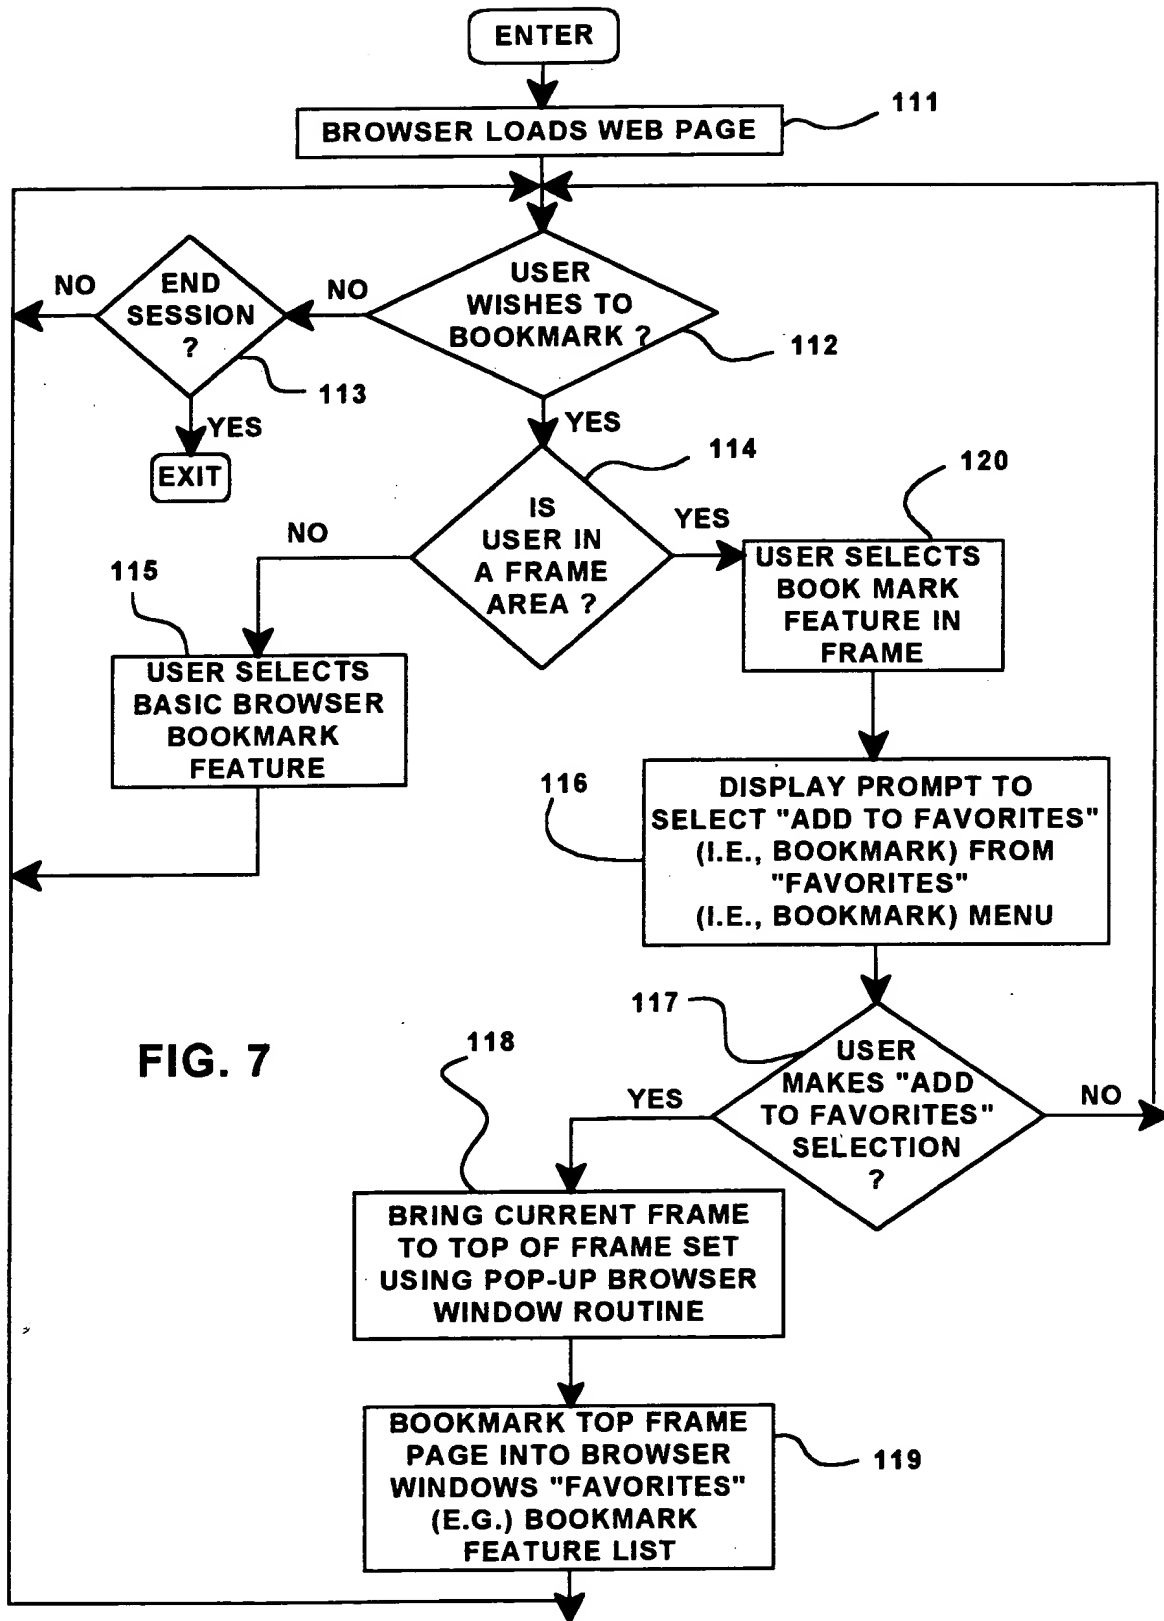 ENTER
BROWSER LOADS WEB PAGE
111
USER
WISHES TO
BOOKMARK ?
112
NO
END
SESSION
?
113
NO
YES
EXIT
YES
114
IS
USER IN
A FRAME
AREA ?
NO
YES
120
USER SELECTS
BOOK MARK
FEATURE IN
FRAME
115
USER SELECTS
BASIC BROWSER
BOOKMARK
FEATURE
116
DISPLAY PROMPT TO
SELECT "ADD TO FAVORITES"
(I.E., BOOKMARK) FROM
"FAVORITES"
(I.E., BOOKMARK) MENU
117
USER
MAKES "ADD
TO FAVORITES"
SELECTION
?
YES
NO
FIG. 7
118
BRING CURRENT FRAME
TO TOP OF FRAME SET
USING POP-UP BROWSER
WINDOW ROUTINE
BOOKMARK TOP FRAME
PAGE INTO BROWSER
WINDOWS "FAVORITES"
(E.G.) BOOKMARK
FEATURE LIST
119